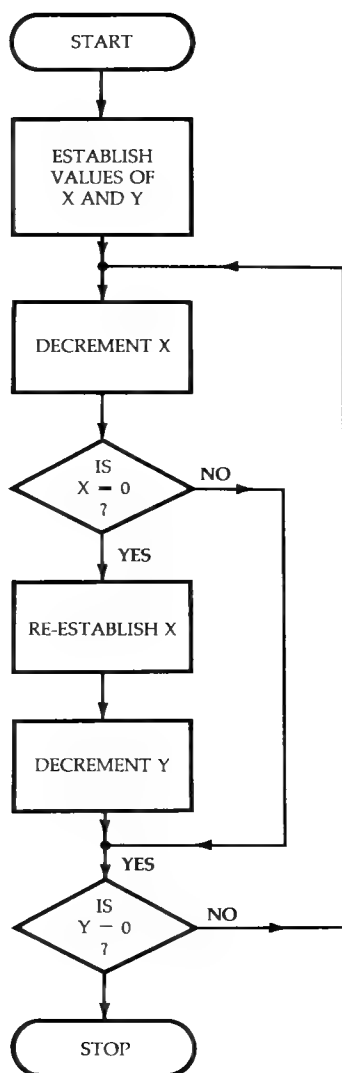 START
ESTABLISH
VALUES OF
X AND Y
DECREMENT X
IS
X = 0
?
NO
YES
RE-ESTABLISH X
DECREMENT Y
YES
IS
Y = 0
?
NO
STOP